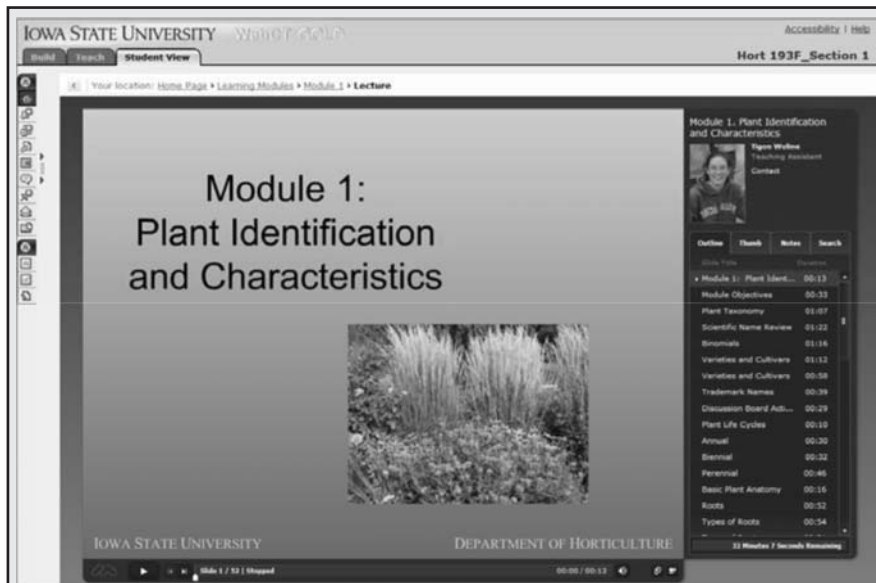 IOWA STATE UNIVERSITY WebCT GOLD
Accessibility | Help
Build Teach Student View
Hort 193F_Section 1
Your location: Home Page › Learning Modules › Module 1 › Lecture
Module 1:
Plant Identification
and Characteristics
IOWA STATE UNIVERSITY
DEPARTMENT OF HORTICULTURE
Slide 1 / 52 | Stopped
00:00 / 00:13
Module 1. Plant Identification
and Characteristics
Tigon Woline
Teaching Assistant
Contact
Outline Thumb Notes Search
Slide Title Duration
Module 1: Plant Ident... 00:13
Module Objectives 00:33
Plant Taxonomy 01:07
Scientific Name Review 01:22
Binomials 01:16
Varieties and Cultivars 01:12
Varieties and Cultivars 00:58
Trademark Names 00:39
Discussion Board Acti... 00:29
Plant Life Cycles 00:10
Annual 00:30
Biennial 00:32
Perennial 00:46
Basic Plant Anatomy 00:16
Roots 00:52
Types of Roots 00:54
33 Minutes 7 Seconds Remaining